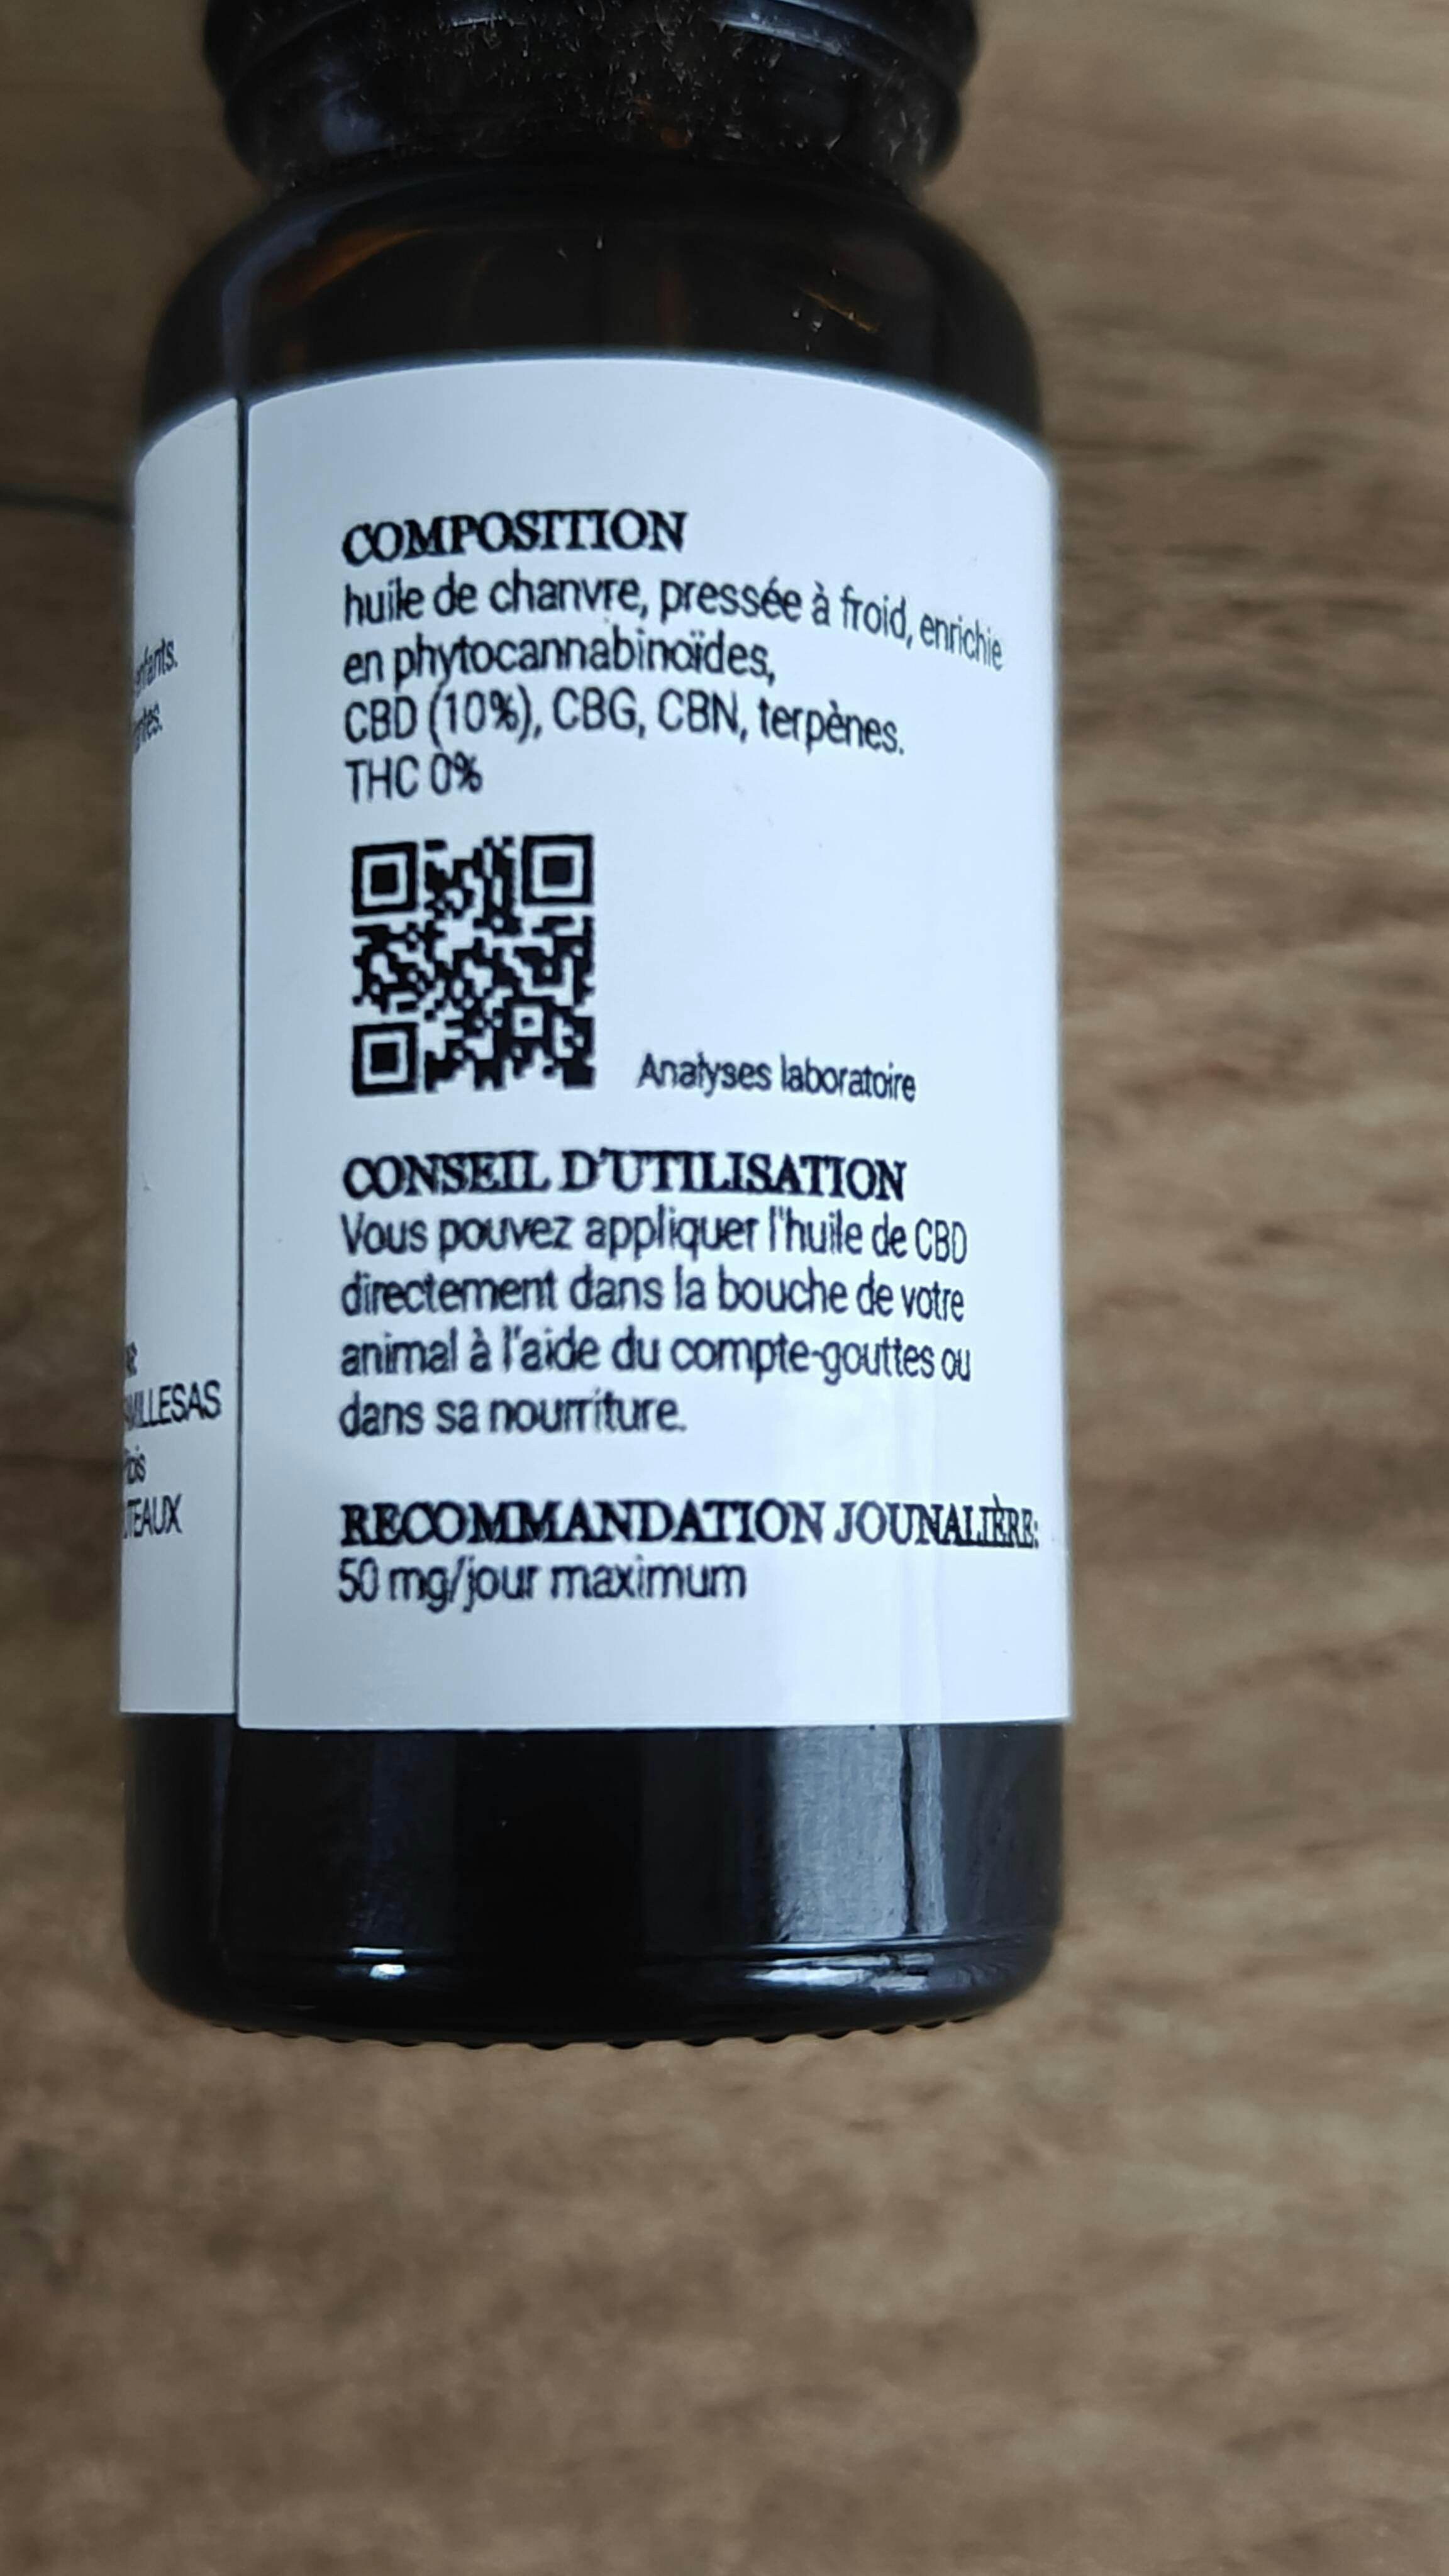 COMPOSITION
huile de chanvre, pressée à froid, enrichie
en phytocannabinoïdes,
CBD (10%), CBG, CBN, terpènes.
THC 0%
Analyses laboratoire
CONSEIL D'UTILISATION
Vous pouvez appliquer l'huile de CBD
directement dans la bouche de votre
animal à l'aide du compte-gouttes ou
dans sa nourriture.
RECOMMANDATION JOUNALIÈRE:
50 mg/jour maximum